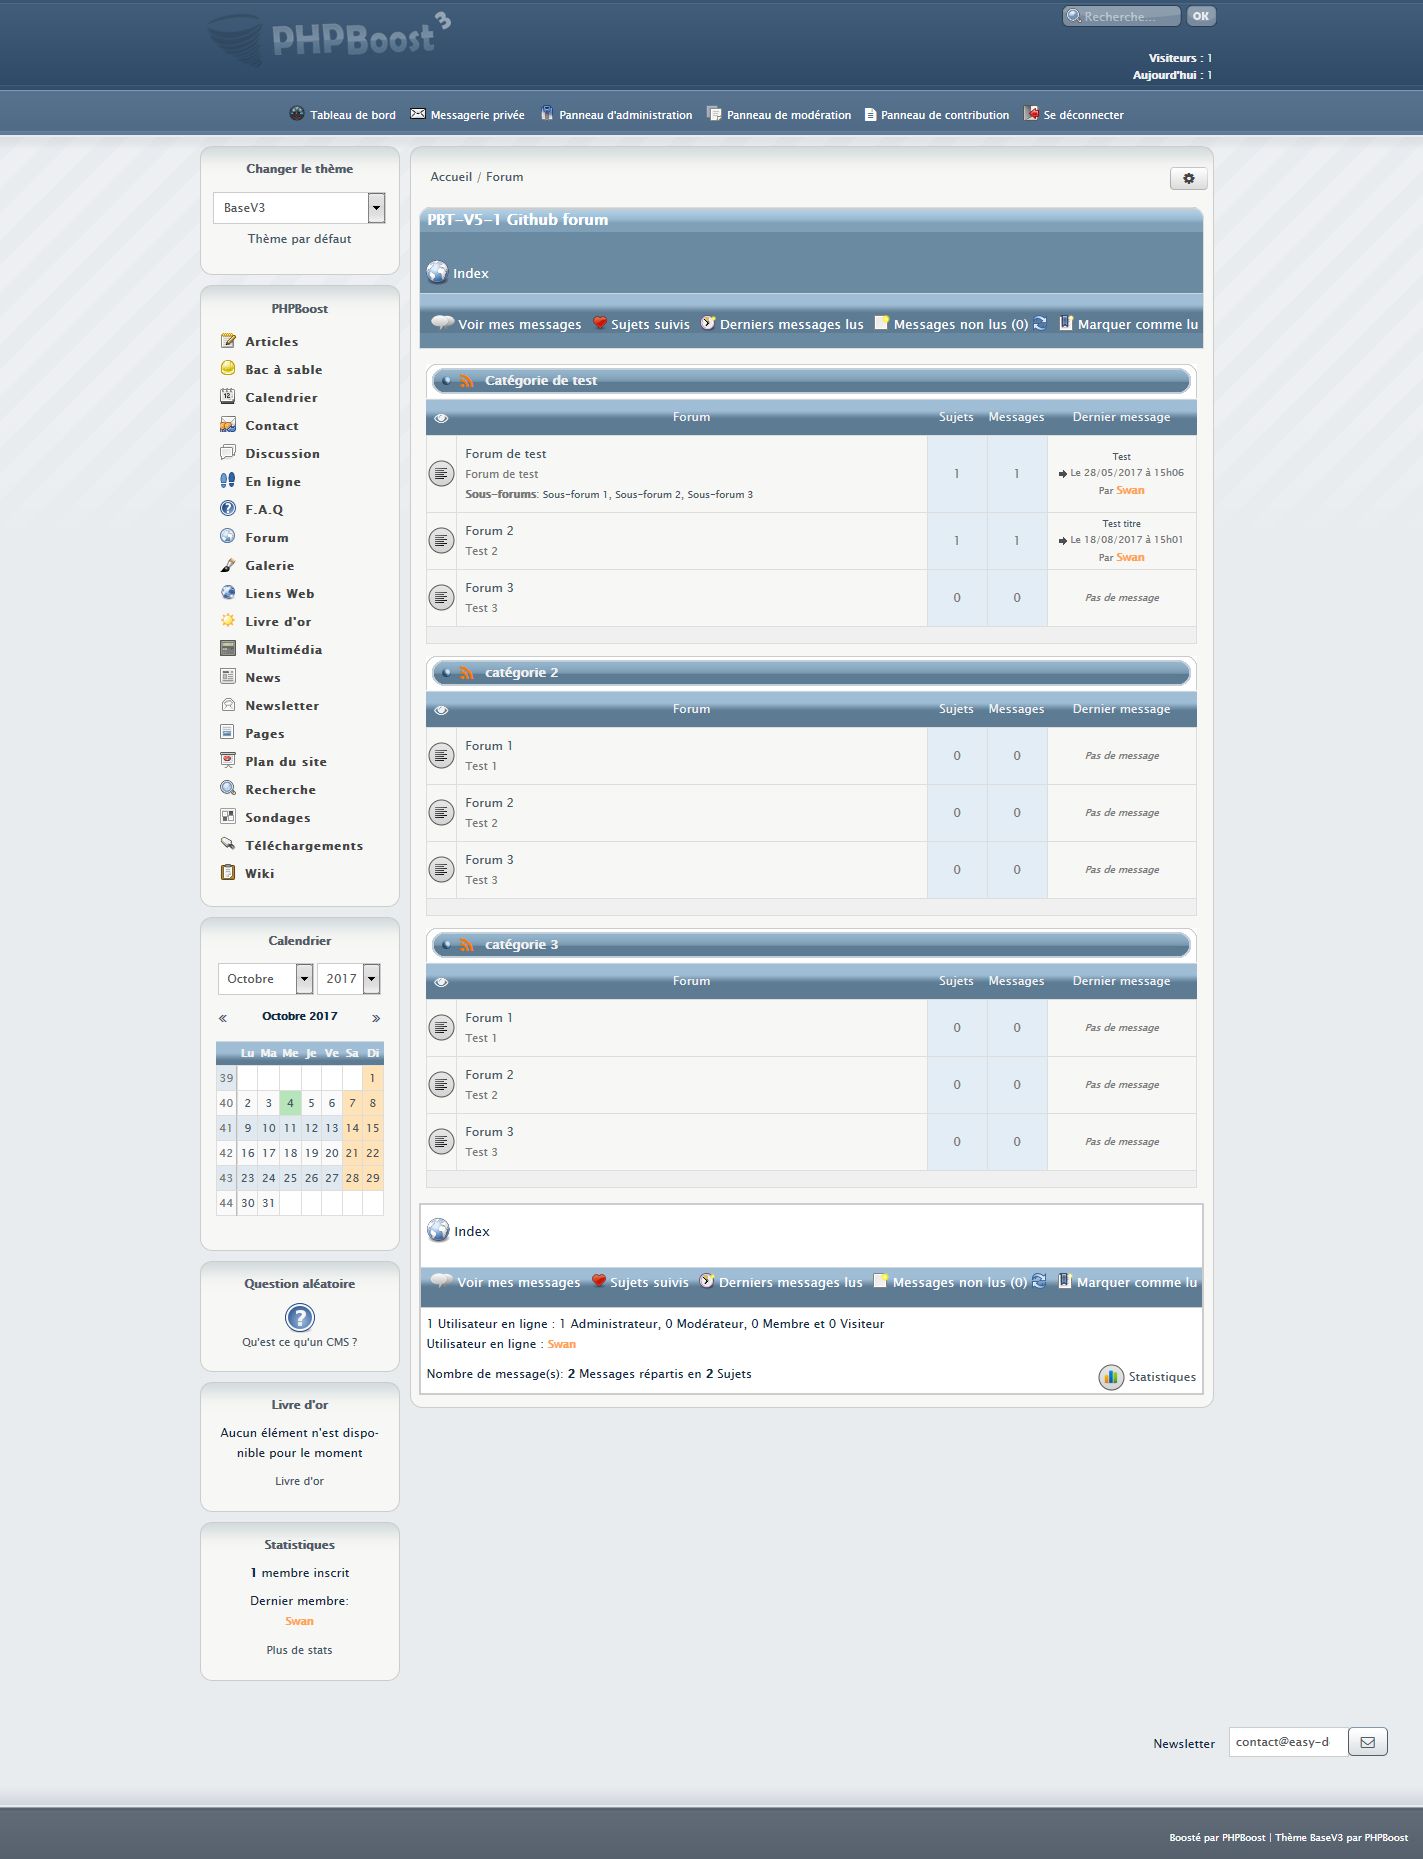 PHPBoost 3
Recherche... OK
Visiteurs : 1
Aujourd'hui : 1
Tableau de bord Messagerie privée Panneau d'administration Panneau de modération Panneau de contribution Se déconnecter
Changer le thème
BaseV3
Thème par défaut
PHPBoost
Articles
Bac à sable
Calendrier
Contact
Discussion
En ligne
F.A.Q
Forum
Galerie
Liens Web
Livre d'or
Multimédia
News
Newsletter
Pages
Plan du site
Recherche
Sondages
Téléchargements
Wiki
Calendrier
Octobre 2017
« Octobre 2017 »
Lu Ma Me Je Ve Sa Di
39 1
40 2 3 4 5 6 7 8
41 9 10 11 12 13 14 15
42 16 17 18 19 20 21 22
43 23 24 25 26 27 28 29
44 30 31
Question aléatoire
?
Qu'est ce qu'un CMS ?
Livre d'or
Aucun élément n'est dispo-
nible pour le moment
Livre d'or
Statistiques
1 membre inscrit
Dernier membre:
Swan
Plus de stats
Accueil / Forum
PBT-V5-1 Github forum
Index
Voir mes messages Sujets suivis Derniers messages lus Messages non lus (0) Marquer comme lu
Catégorie de test
Forum Sujets Messages Dernier message
Forum de test
Forum de test
Sous-forums: Sous-forum 1, Sous-forum 2, Sous-forum 3
1 1
Test
Le 28/05/2017 à 15h06
Par Swan
Forum 2
Test 2
1 1
Test titre
Le 18/08/2017 à 15h01
Par Swan
Forum 3
Test 3
0 0 Pas de message
catégorie 2
Forum Sujets Messages Dernier message
Forum 1
Test 1
0 0 Pas de message
Forum 2
Test 2
0 0 Pas de message
Forum 3
Test 3
0 0 Pas de message
catégorie 3
Forum Sujets Messages Dernier message
Forum 1
Test 1
0 0 Pas de message
Forum 2
Test 2
0 0 Pas de message
Forum 3
Test 3
0 0 Pas de message
Index
Voir mes messages Sujets suivis Derniers messages lus Messages non lus (0) Marquer comme lu
1 Utilisateur en ligne : 1 Administrateur, 0 Modérateur, 0 Membre et 0 Visiteur
Utilisateur en ligne : Swan
Nombre de message(s): 2 Messages répartis en 2 Sujets
Statistiques
Newsletter contact@easy-d
Boosté par PHPBoost | Thème BaseV3 par PHPBoost